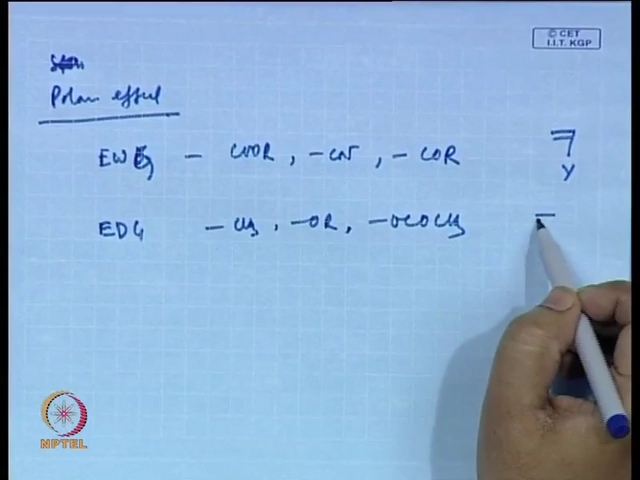 © CET
I.I.T. KGP
Polar effect
EWG - COOR, -CN, -COR
Y
EDG - CH3, -OR, -OCOCH3
NPTEL